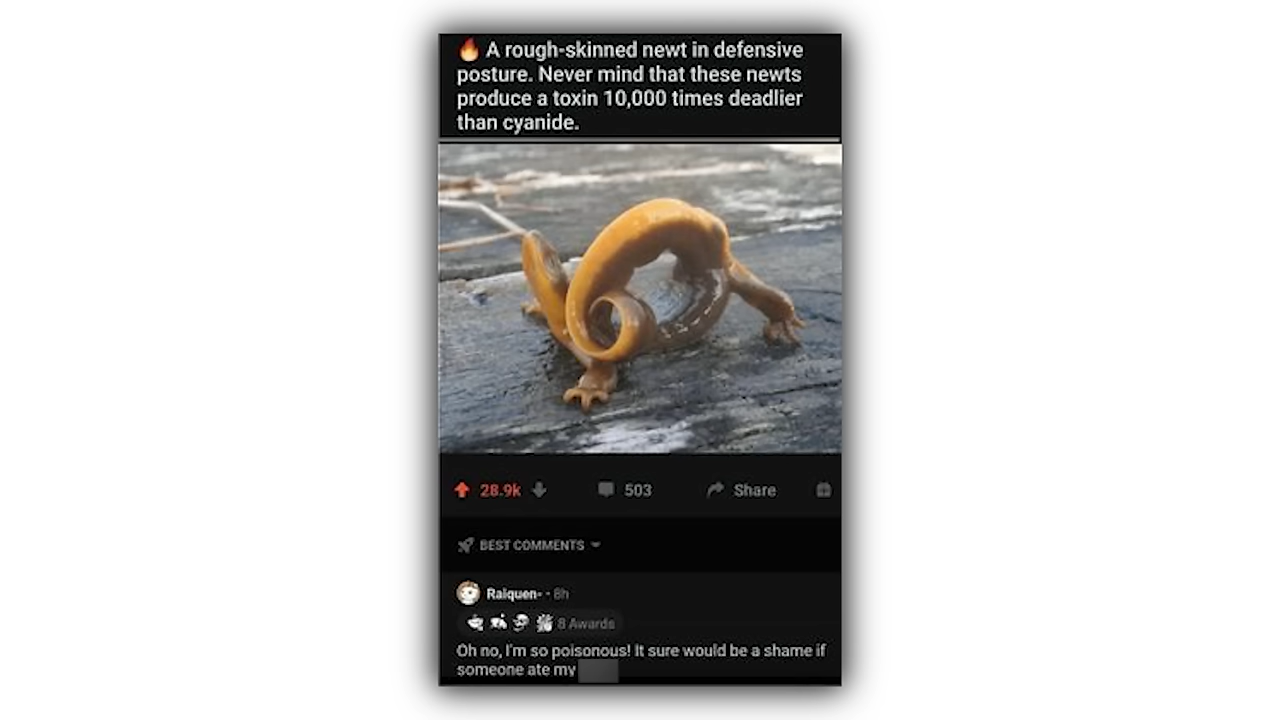 🔥 A rough-skinned newt in defensive
posture. Never mind that these newts
produce a toxin 10,000 times deadlier
than cyanide.
28.9k 503 Share
BEST COMMENTS
Raiquen- • 8h
8 Awards
Oh no, I'm so poisonous! It sure would be a shame if
someone ate my